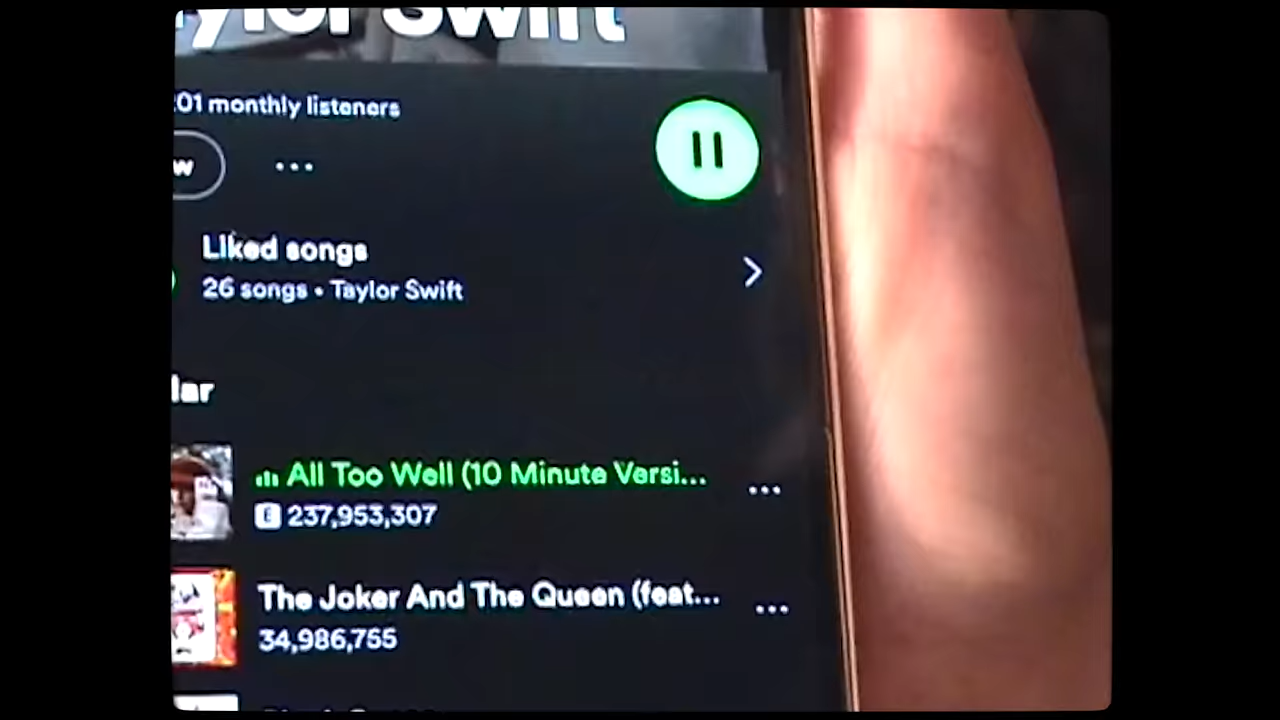 aylor Swift
01 monthly listeners
w
Liked songs
26 songs • Taylor Swift
lar
All Too Well (10 Minute Versi...
E 237,953,307
The Joker And The Queen (feat...
34,986,755